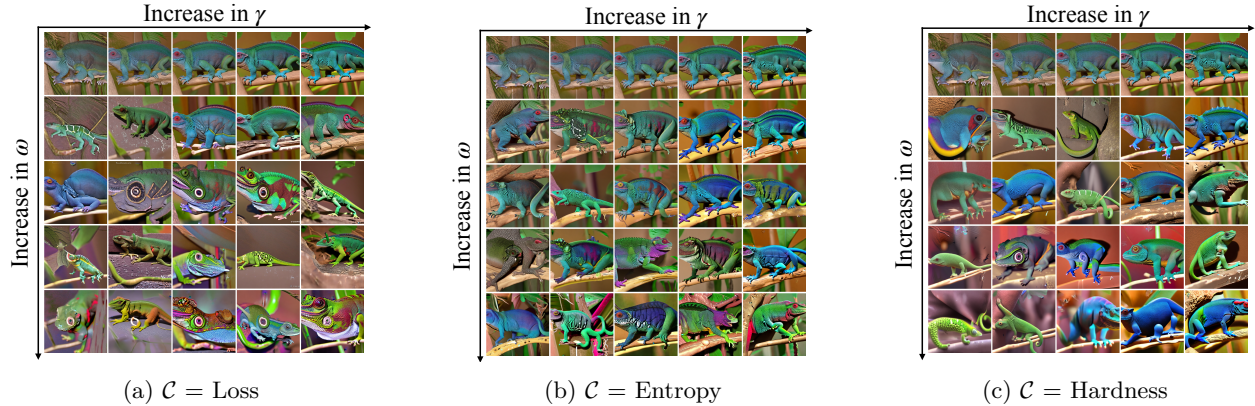 Increase in γ
Increase in ω
(a) 𝒞 = Loss
Increase in γ
Increase in ω
(b) 𝒞 = Entropy
Increase in γ
Increase in ω
(c) 𝒞 = Hardness